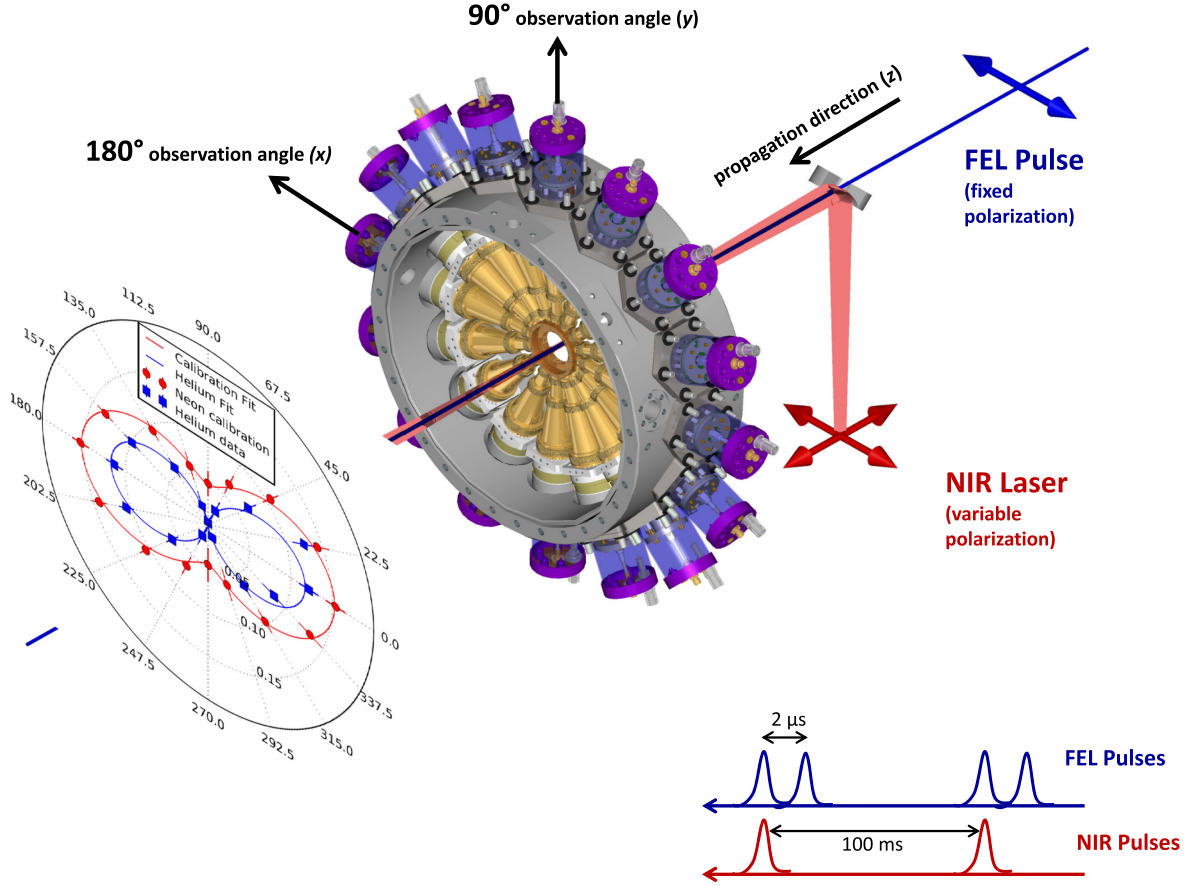 90° observation angle (y)
180° observation angle (x)
propagation direction (z)
FEL Pulse
(fixed
polarization)
NIR Laser
(variable
polarization)
Calibration Fit
Helium Fit
Neon Calibration
Helium data
0.0
22.5
45.0
67.5
90.0
112.5
135.0
157.5
180.0
202.5
225.0
247.5
270.0
292.5
315.0
337.5
0.05
0.10
0.15
2 µs
FEL Pulses
100 ms
NIR Pulses